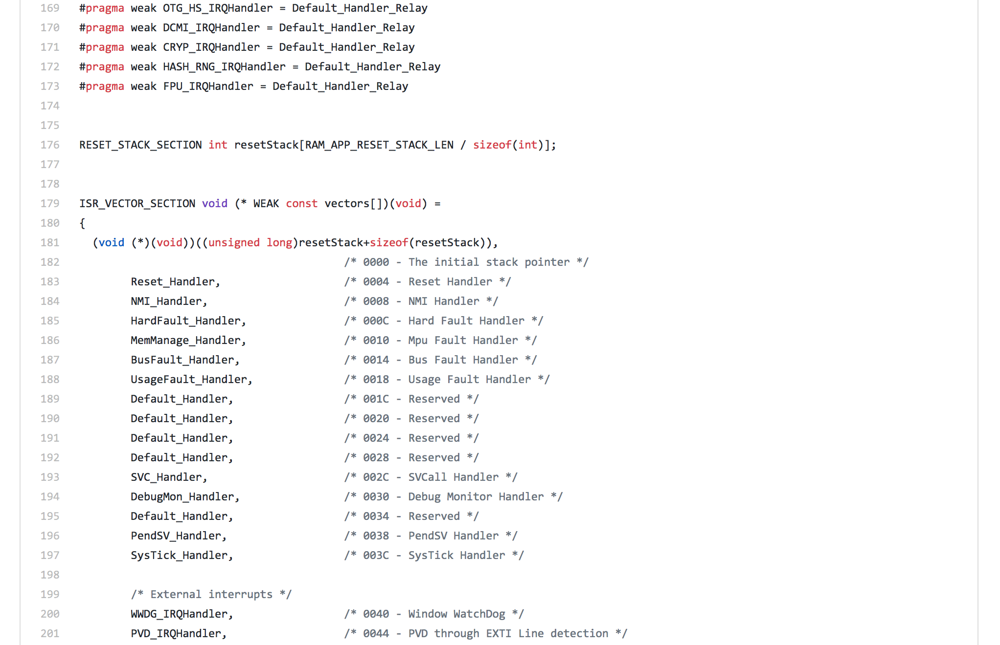 169 #pragma weak OTG_HS_IRQHandler = Default_Handler_Relay
170 #pragma weak DCMI_IRQHandler = Default_Handler_Relay
171 #pragma weak CRYP_IRQHandler = Default_Handler_Relay
172 #pragma weak HASH_RNG_IRQHandler = Default_Handler_Relay
173 #pragma weak FPU_IRQHandler = Default_Handler_Relay
174
175
176 RESET_STACK_SECTION int resetStack[RAM_APP_RESET_STACK_LEN / sizeof(int)];
177
178
179 ISR_VECTOR_SECTION void (* WEAK const vectors[])(void) =
180 {
181 (void (*)(void))((unsigned long)resetStack+sizeof(resetStack)),
182 /* 0000 - The initial stack pointer */
183 Reset_Handler, /* 0004 - Reset Handler */
184 NMI_Handler, /* 0008 - NMI Handler */
185 HardFault_Handler, /* 000C - Hard Fault Handler */
186 MemManage_Handler, /* 0010 - Mpu Fault Handler */
187 BusFault_Handler, /* 0014 - Bus Fault Handler */
188 UsageFault_Handler, /* 0018 - Usage Fault Handler */
189 Default_Handler, /* 001C - Reserved */
190 Default_Handler, /* 0020 - Reserved */
191 Default_Handler, /* 0024 - Reserved */
192 Default_Handler, /* 0028 - Reserved */
193 SVC_Handler, /* 002C - SVCall Handler */
194 DebugMon_Handler, /* 0030 - Debug Monitor Handler */
195 Default_Handler, /* 0034 - Reserved */
196 PendSV_Handler, /* 0038 - PendSV Handler */
197 SysTick_Handler, /* 003C - SysTick Handler */
198
199 /* External interrupts */
200 WWDG_IRQHandler, /* 0040 - Window WatchDog */
201 PVD_IRQHandler, /* 0044 - PVD through EXTI Line detection */